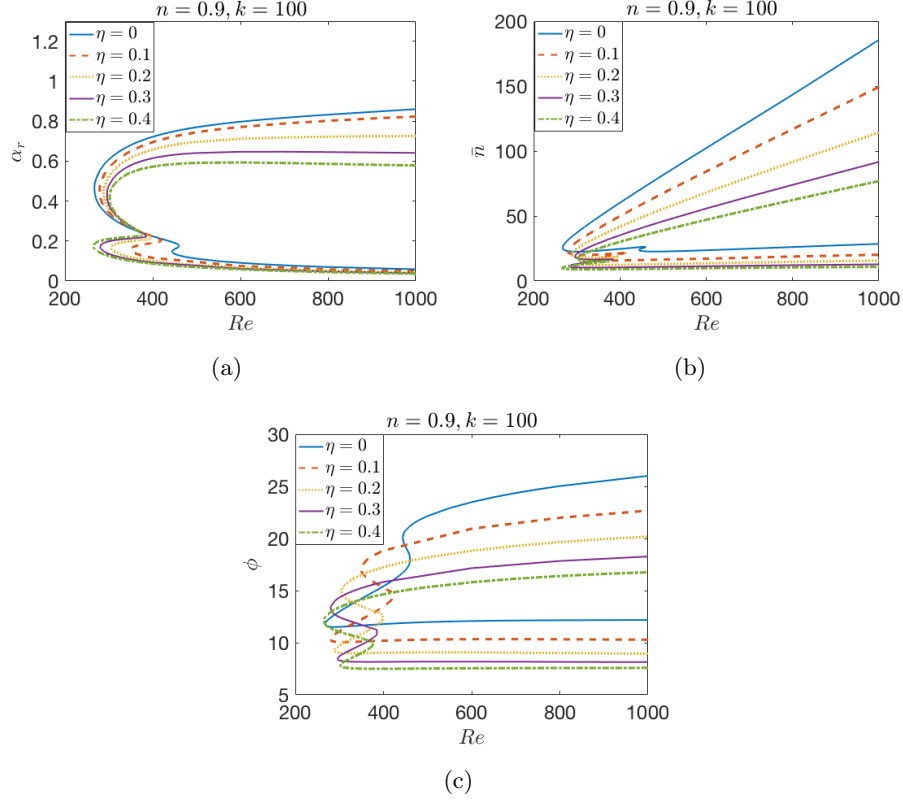 n = 0.9, k = 100
1.2
1
0.8
0.6
0.4
0.2
0
α_r
η = 0
η = 0.1
η = 0.2
η = 0.3
η = 0.4
200 400 600 800 1000
Re
(a)
n = 0.9, k = 100
200
150
100
50
0
n̄
η = 0
η = 0.1
η = 0.2
η = 0.3
η = 0.4
200 400 600 800 1000
Re
(b)
n = 0.9, k = 100
30
25
20
15
10
5
ϕ
η = 0
η = 0.1
η = 0.2
η = 0.3
η = 0.4
200 400 600 800 1000
Re
(c)